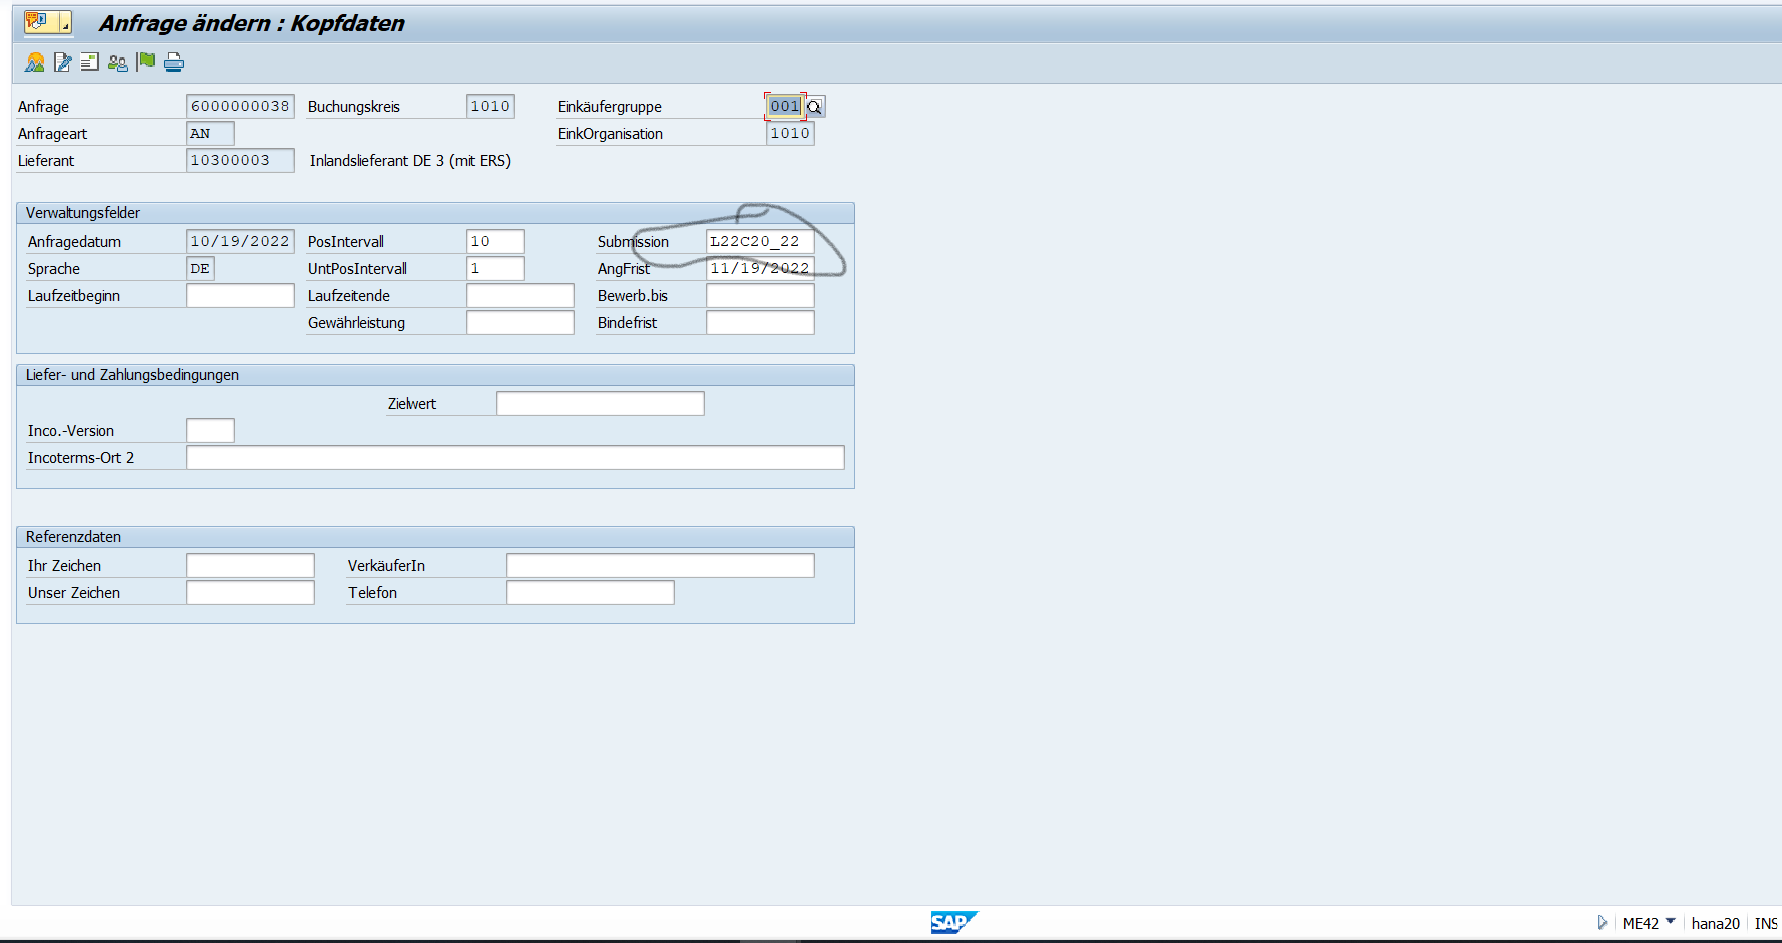 Anfrage ändern : Kopfdaten
Anfrage 6000000038 Buchungskreis 1010 Einkäufergruppe 001
Anfrageart AN EinkOrganisation 1010
Lieferant 10300003 Inlandslieferant DE 3 (mit ERS)
Verwaltungsfelder
Anfragedatum 10/19/2022 PosIntervall 10 Submission L22C20_22
Sprache DE UntPosIntervall 1 AngFrist 11/19/2022
Laufzeitbeginn Laufzeitende Bewerb.bis
Gewährleistung Bindefrist
Liefer- und Zahlungsbedingungen
Zielwert
Inco.-Version
Incoterms-Ort 2
Referenzdaten
Ihr Zeichen VerkäuferIn
Unser Zeichen Telefon
SAP ME42 hana20 INS